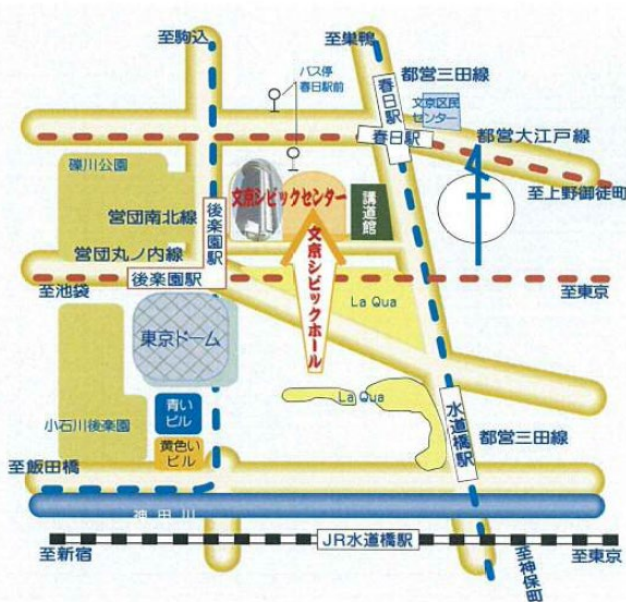 至駒込
至巣鴨
バス停
春日駅前
都営三田線
春日駅
文京区民
センター
春日駅
都営大江戸線
礫川公園
文京シビックセンター
講道館
至上野御徒町
営団南北線
後楽園駅
営団丸ノ内線
後楽園駅
文京シビックホール
至池袋
La Qua
至東京
東京ドーム
La Qua
青い
ビル
小石川後楽園
黄色い
ビル
水道橋駅
都営三田線
至飯田橋
神田川
JR水道橋駅
至新宿
至神保町
至東京